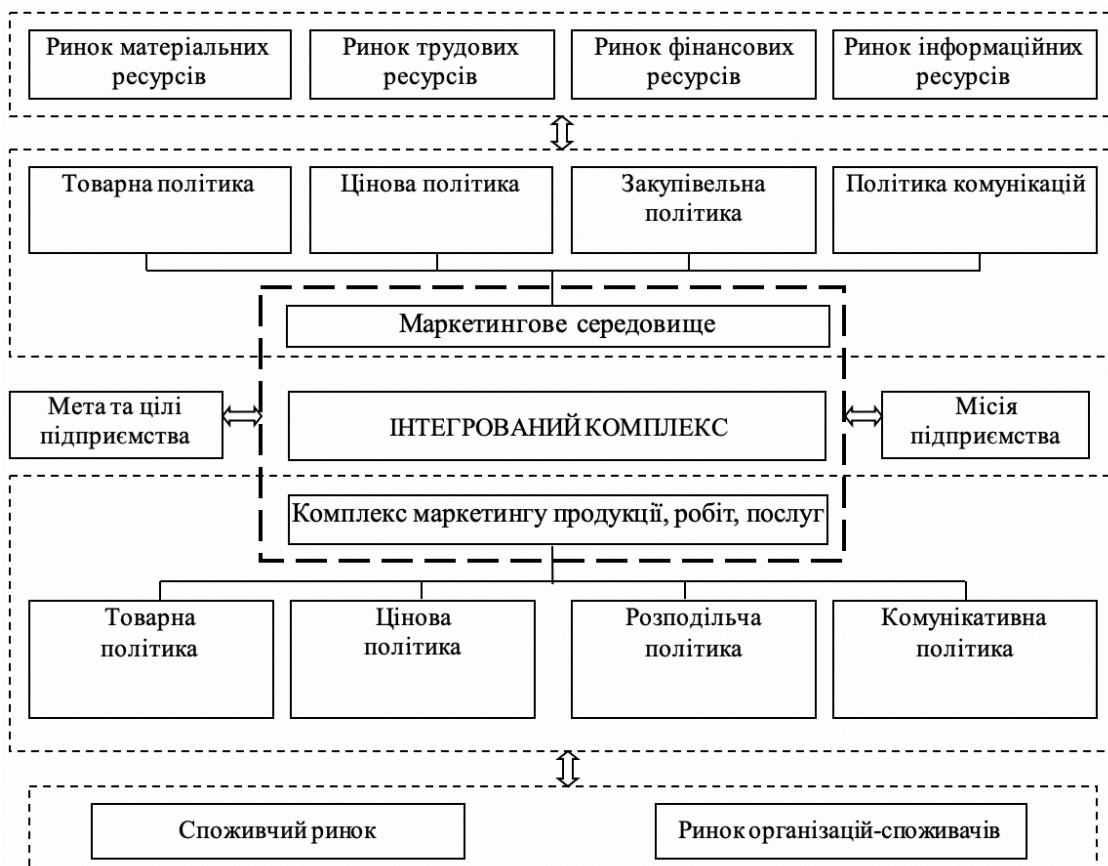 Ринок матеріальних
ресурсів
Ринок трудових
ресурсів
Ринок фінансових
ресурсів
Ринок інформаційних
ресурсів
Товарна політика
Цінова політика
Закупівельна
політика
Політика комунікацій
Маркетингове середовище
Мета та цілі
підприємства
ІНТЕГРОВАНИЙ КОМПЛЕКС
Місія
підприємства
Комплекс маркетингу продукції, робіт, послуг
Товарна
політика
Цінова
політика
Розподільча
політика
Комунікативна
політика
Споживчий ринок
Ринок організацій-споживачів